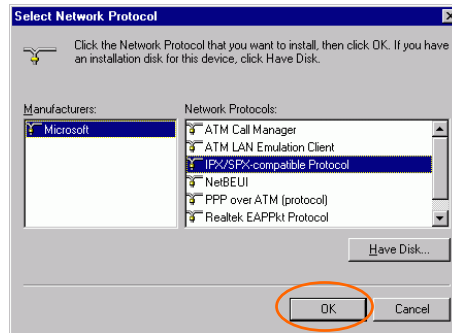 Select Network Protocol
Click the Network Protocol that you want to install, then click OK. If you have
an installation disk for this device, click Have Disk.
Manufacturers:
Microsoft
Network Protocols:
ATM Call Manager
ATM LAN Emulation Client
IPX/SPX-compatible Protocol
NetBEUI
PPP over ATM (protocol)
Realtek EAPPkt Protocol
Have Disk...
OK
Cancel